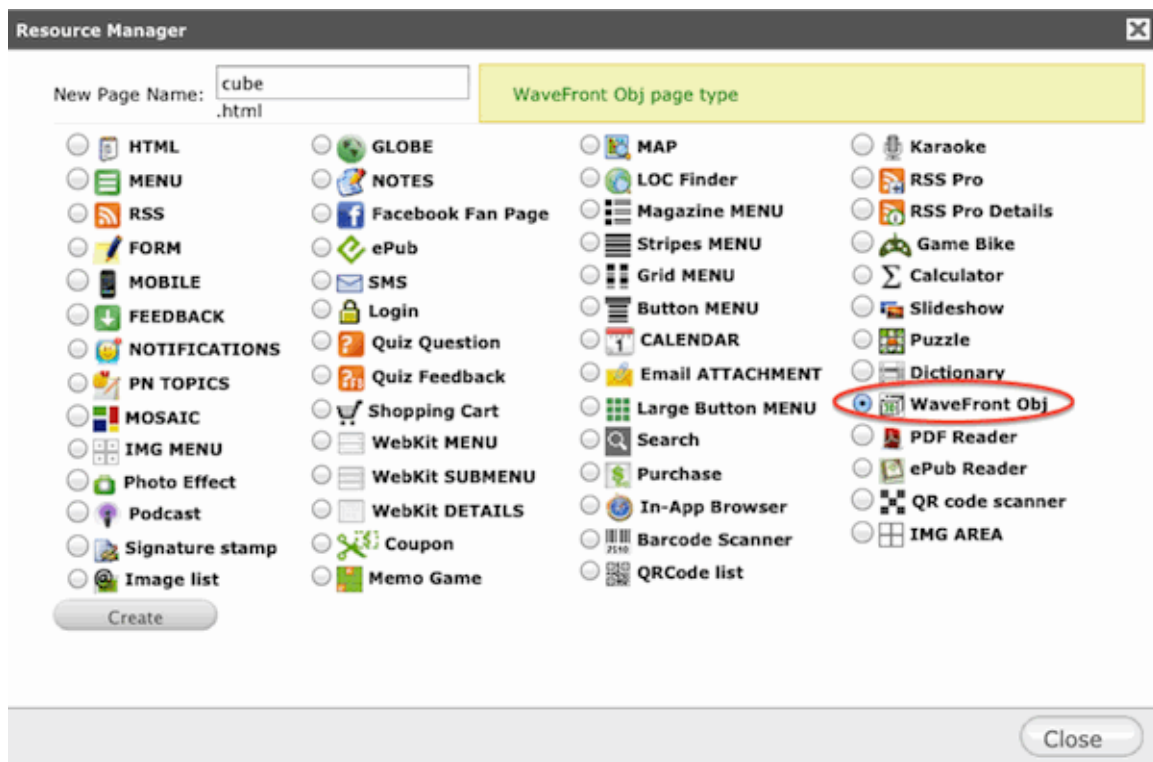 Resource Manager
New Page Name: cube
.html
WaveFront Obj page type
HTML
MENU
RSS
FORM
MOBILE
FEEDBACK
NOTIFICATIONS
PN TOPICS
MOSAIC
IMG MENU
Photo Effect
Podcast
Signature stamp
Image list
GLOBE
NOTES
Facebook Fan Page
ePub
SMS
Login
Quiz Question
Quiz Feedback
Shopping Cart
WebKit MENU
WebKit SUBMENU
WebKit DETAILS
Coupon
Memo Game
MAP
LOC Finder
Magazine MENU
Stripes MENU
Grid MENU
Button MENU
CALENDAR
Email ATTACHMENT
Large Button MENU
Search
Purchase
In-App Browser
Barcode Scanner
QRCode list
Karaoke
RSS Pro
RSS Pro Details
Game Bike
Calculator
Slideshow
Puzzle
Dictionary
WaveFront Obj
PDF Reader
ePub Reader
QR code scanner
IMG AREA
Create
Close